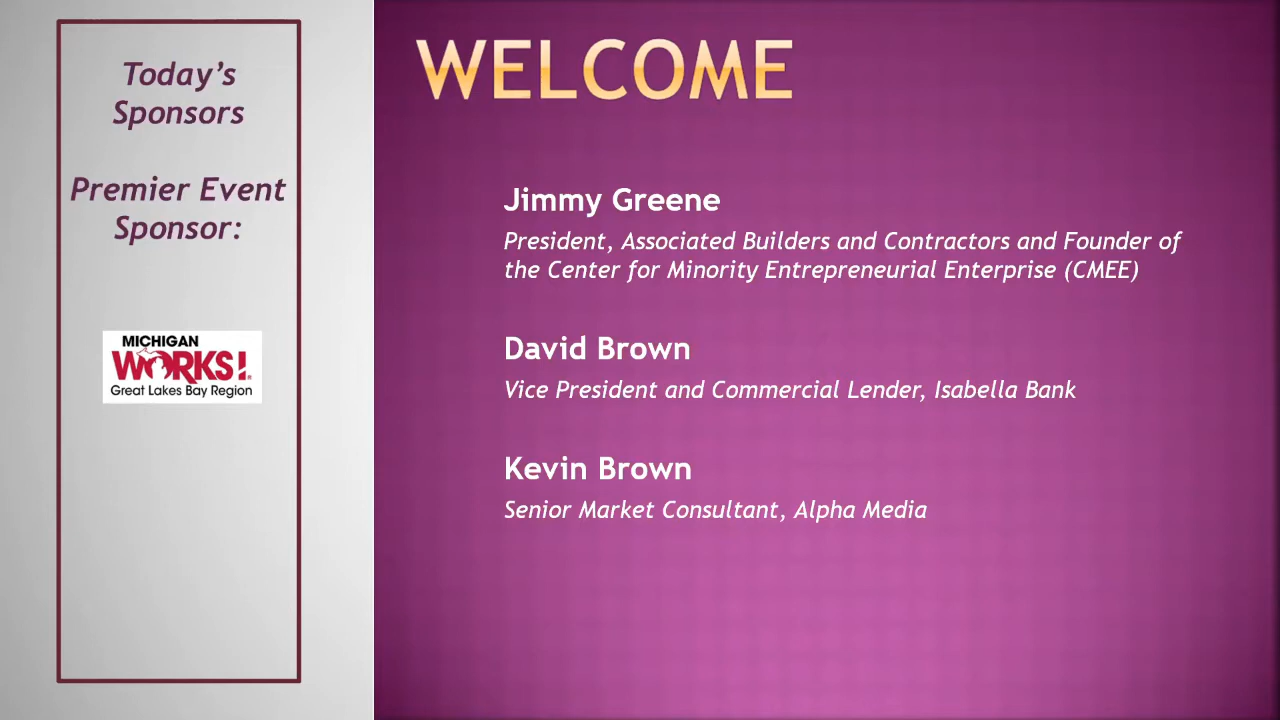 Today’s
Sponsors
Premier Event
Sponsor:
MICHIGAN
WORKS!
Great Lakes Bay Region
WELCOME
Jimmy Greene
President, Associated Builders and Contractors and Founder of
the Center for Minority Entrepreneurial Enterprise (CMEE)
David Brown
Vice President and Commercial Lender, Isabella Bank
Kevin Brown
Senior Market Consultant, Alpha Media